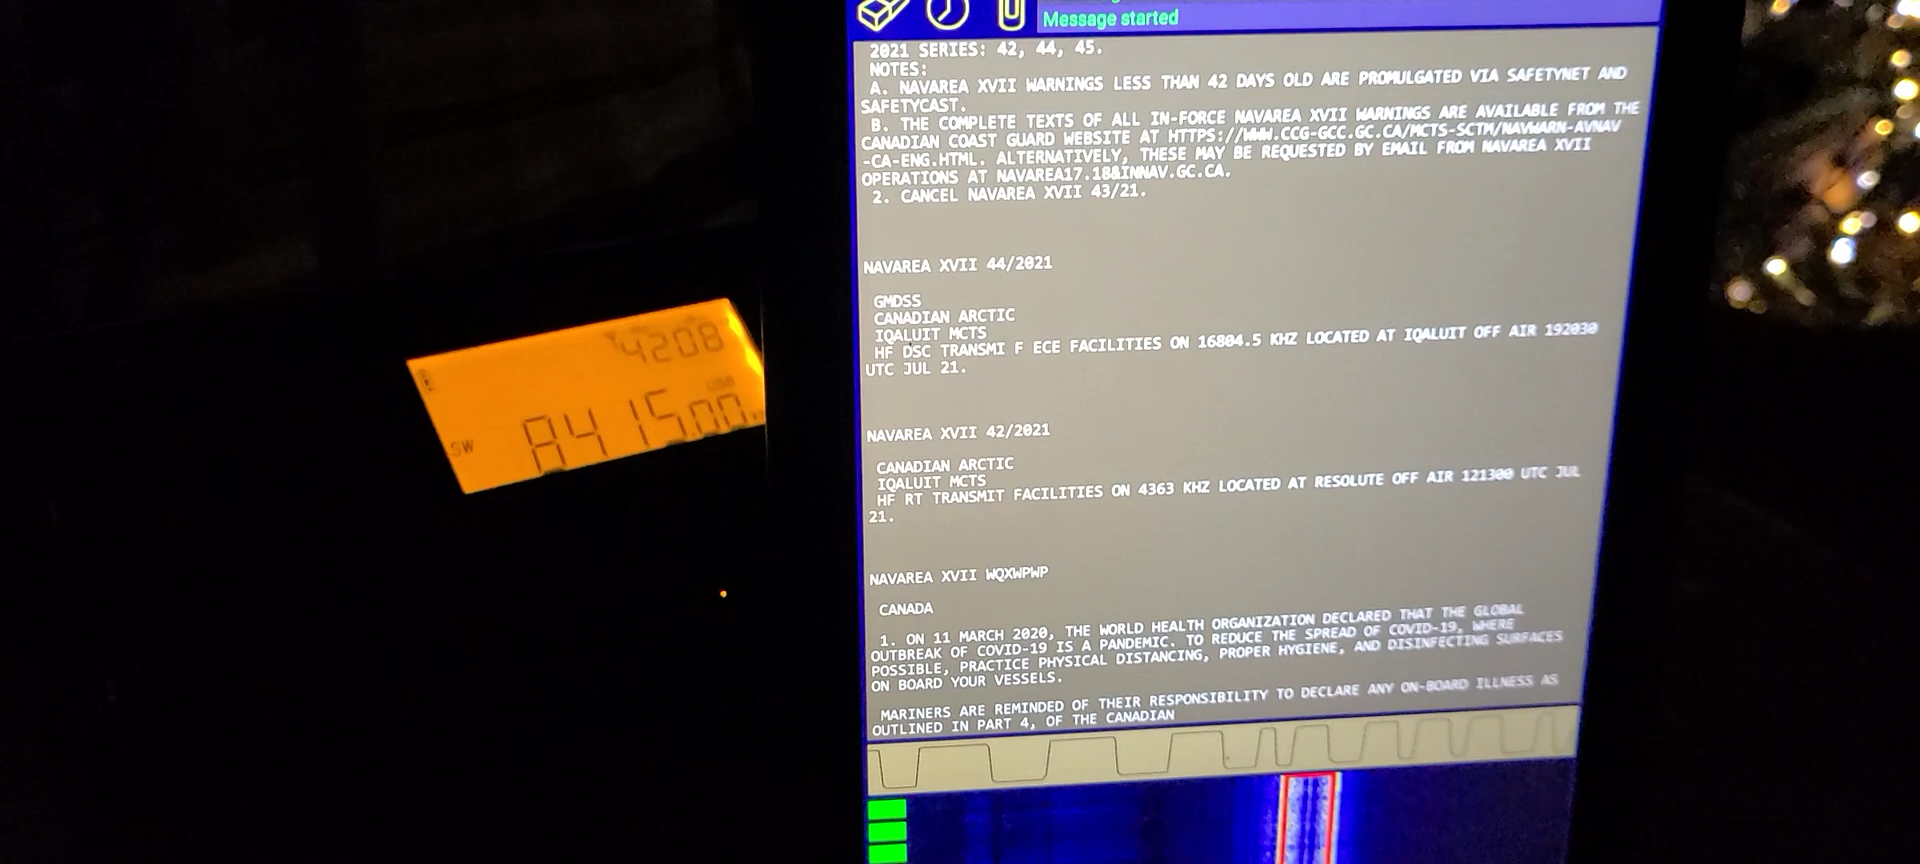 Message started
2021 SERIES: 42, 44, 45.
NOTES:
A. NAVAREA XVII WARNINGS LESS THAN 42 DAYS OLD ARE PROMULGATED VIA SAFETYNET AND
SAFETYCAST.
B. THE COMPLETE TEXTS OF ALL IN-FORCE NAVAREA XVII WARNINGS ARE AVAILABLE FROM THE
CANADIAN COAST GUARD WEBSITE AT HTTPS://WWW.CCG-GCC.GC.CA/MCTS-SCTM/NAVWARN-AVNAV
-CA-ENG.HTML. ALTERNATIVELY, THESE MAY BE REQUESTED BY EMAIL FROM NAVAREA XVII
OPERATIONS AT NAVAREA17.18&INNAV.GC.CA.
2. CANCEL NAVAREA XVII 43/21.
NAVAREA XVII 44/2021
GMDSS
CANADIAN ARCTIC
IQALUIT MCTS
HF DSC TRANSMI F ECE FACILITIES ON 16804.5 KHZ LOCATED AT IQALUIT OFF AIR 192030
UTC JUL 21.
NAVAREA XVII 42/2021
CANADIAN ARCTIC
IQALUIT MCTS
HF RT TRANSMIT FACILITIES ON 4363 KHZ LOCATED AT RESOLUTE OFF AIR 121300 UTC JUL
21.
NAVAREA XVII WQXWPWP
CANADA
1. ON 11 MARCH 2020, THE WORLD HEALTH ORGANIZATION DECLARED THAT THE GLOBAL
OUTBREAK OF COVID-19 IS A PANDEMIC. TO REDUCE THE SPREAD OF COVID-19, WHERE
POSSIBLE, PRACTICE PHYSICAL DISTANCING, PROPER HYGIENE, AND DISINFECTING SURFACES
ON BOARD YOUR VESSELS.
MARINERS ARE REMINDED OF THEIR RESPONSIBILITY TO DECLARE ANY ON-BOARD ILLNESS AS
OUTLINED IN PART 4, OF THE CANADIAN
4208
USB
SW
8415.00